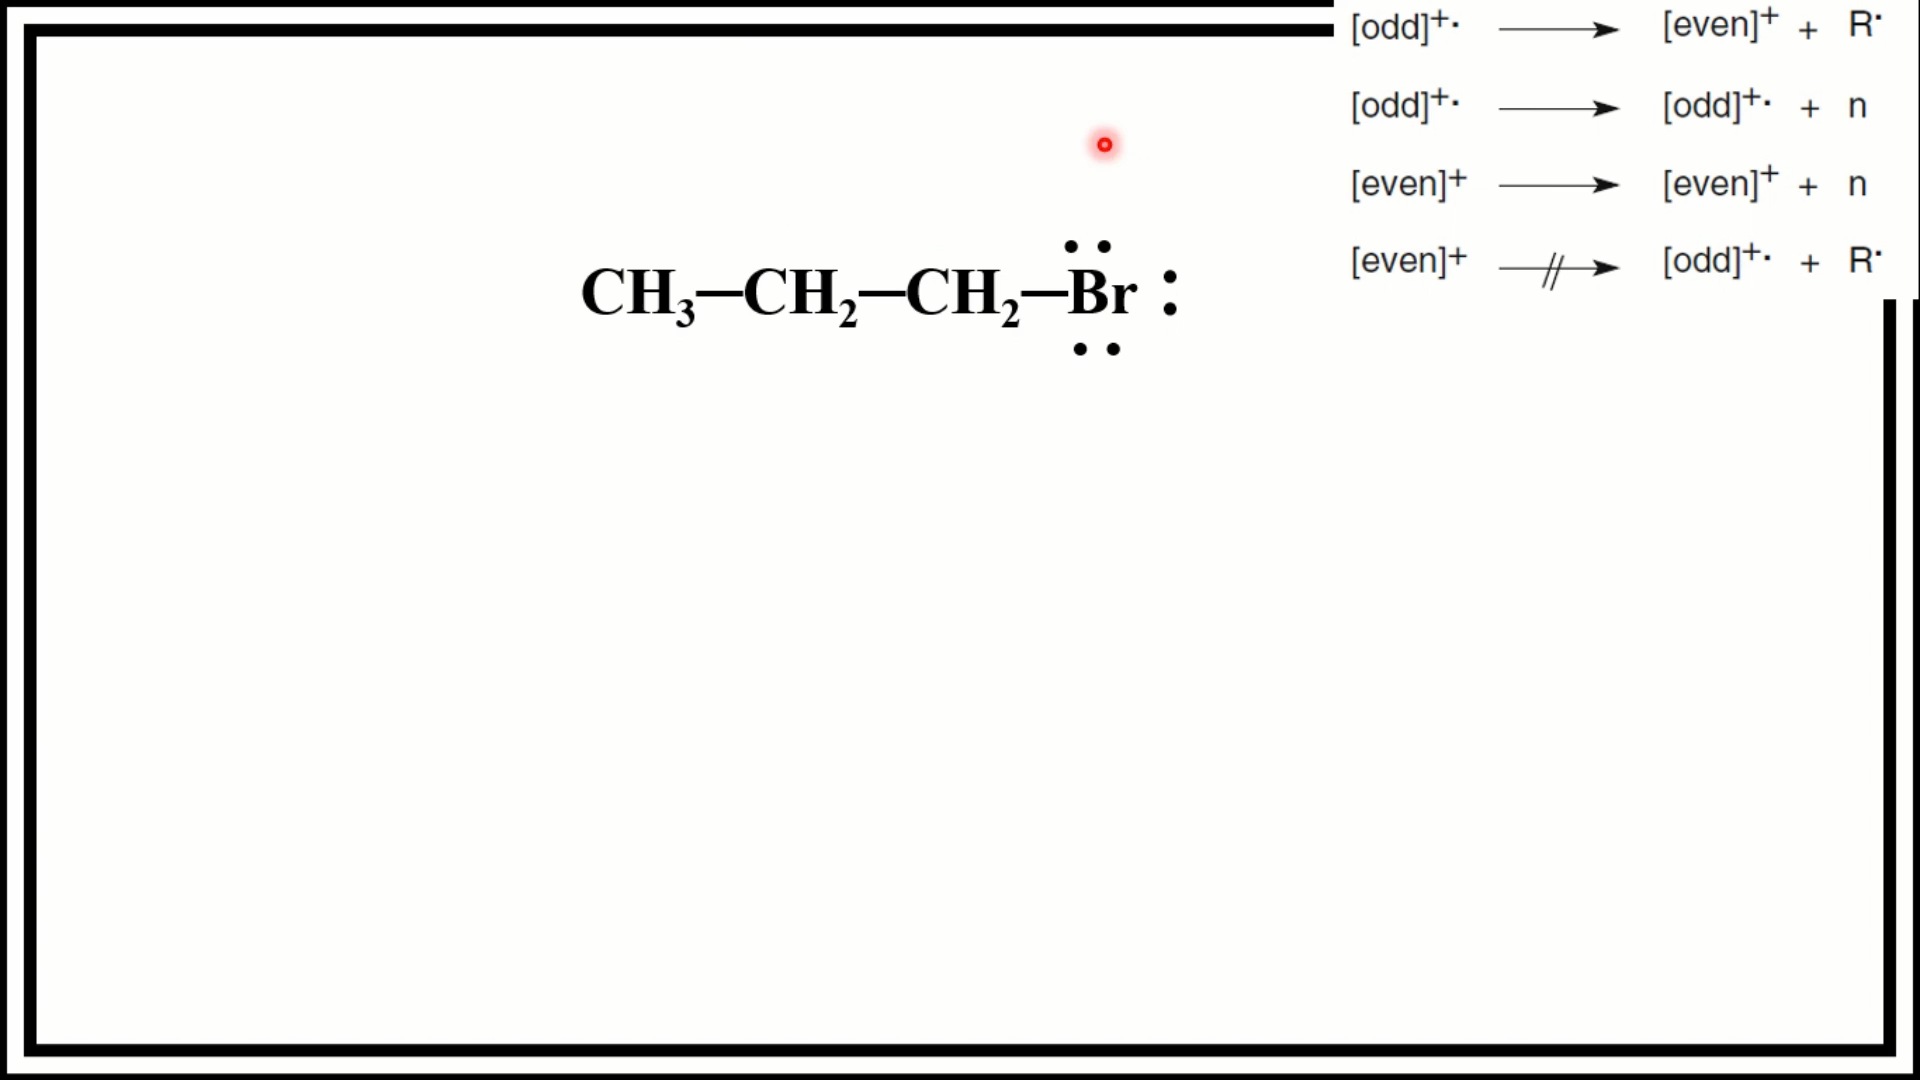 [odd]⁺· ⟶ [even]⁺ + R·
[odd]⁺· ⟶ [odd]⁺· + n
[even]⁺ ⟶ [even]⁺ + n
[even]⁺ —//→ [odd]⁺· + R·
CH₃—CH₂—CH₂—Br :